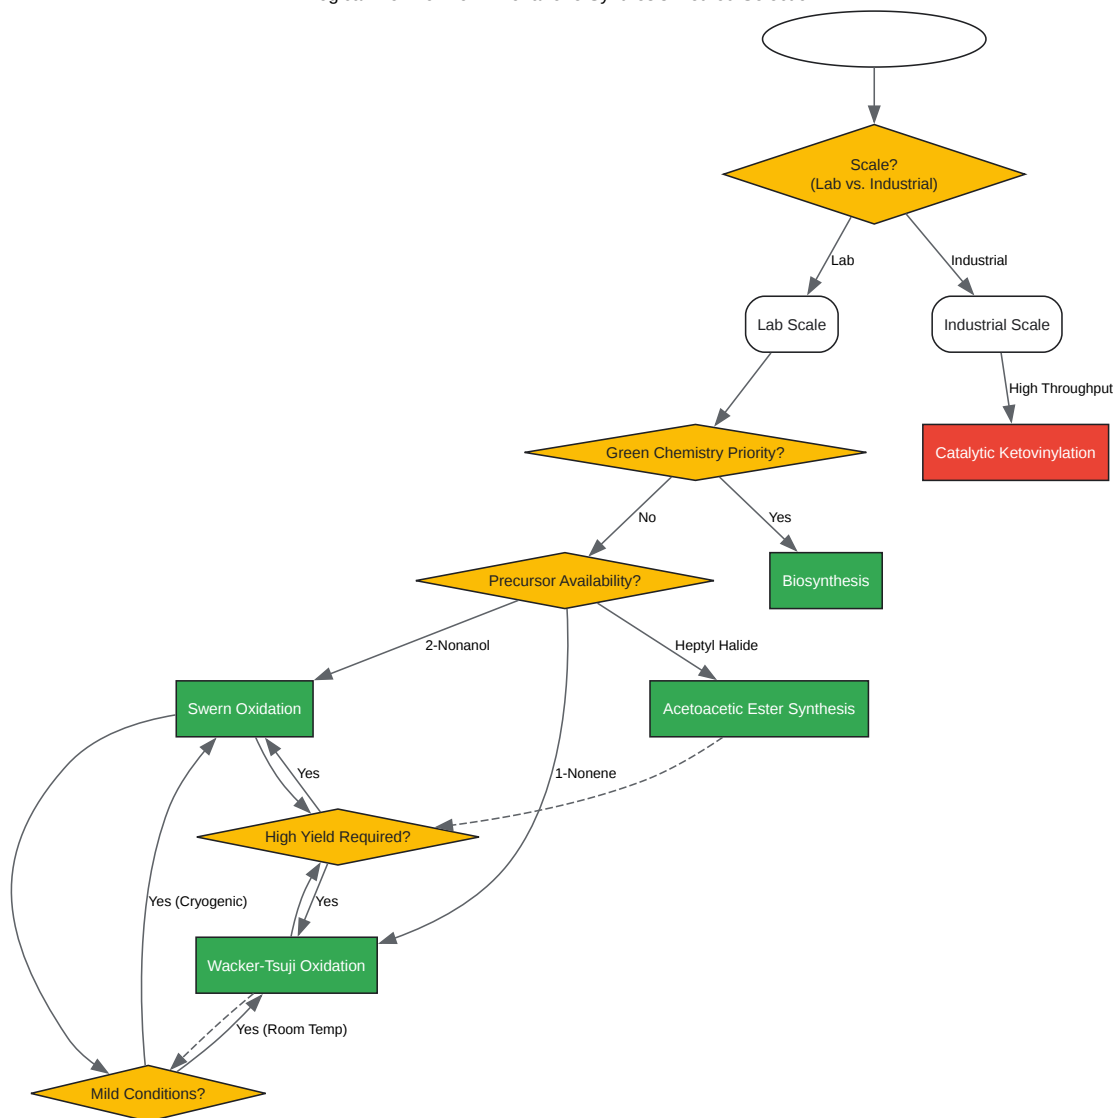 Scale?
(Lab vs. Industrial)
Lab
Industrial
Lab Scale
Industrial Scale
High Throughput
Green Chemistry Priority?
Catalytic Ketovinylation
No
Yes
Precursor Availability?
Biosynthesis
2-Nonanol
Heptyl Halide
Swern Oxidation
Acetoacetic Ester Synthesis
Yes
1-Nonene
High Yield Required?
Yes (Cryogenic)
Yes
Wacker-Tsuji Oxidation
Yes (Room Temp)
Mild Conditions?